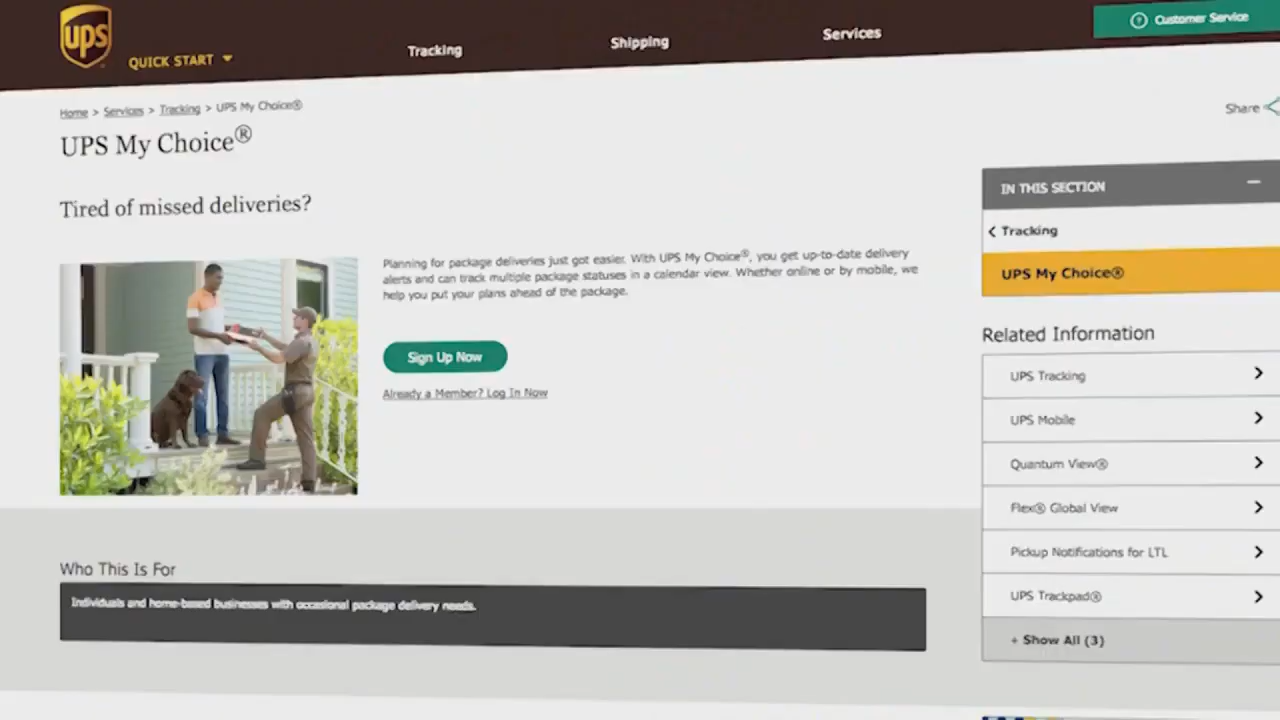 ups
QUICK START
Tracking
Shipping
Services
Customer Service
Home > Services > Tracking > UPS My Choice®
Share
UPS My Choice®
Tired of missed deliveries?
Planning for package deliveries just got easier. With UPS My Choice®, you get up-to-date delivery
alerts and can track multiple package statuses in a calendar view. Whether online or by mobile, we
help you put your plans ahead of the package.
Sign Up Now
Already a Member? Log In Now
Who This Is For
Individuals and home-based businesses with occasional package delivery needs.
IN THIS SECTION
Tracking
UPS My Choice®
Related Information
UPS Tracking
UPS Mobile
Quantum View®
Flex® Global View
Pickup Notifications for LTL
UPS Trackpad®
+ Show All (3)